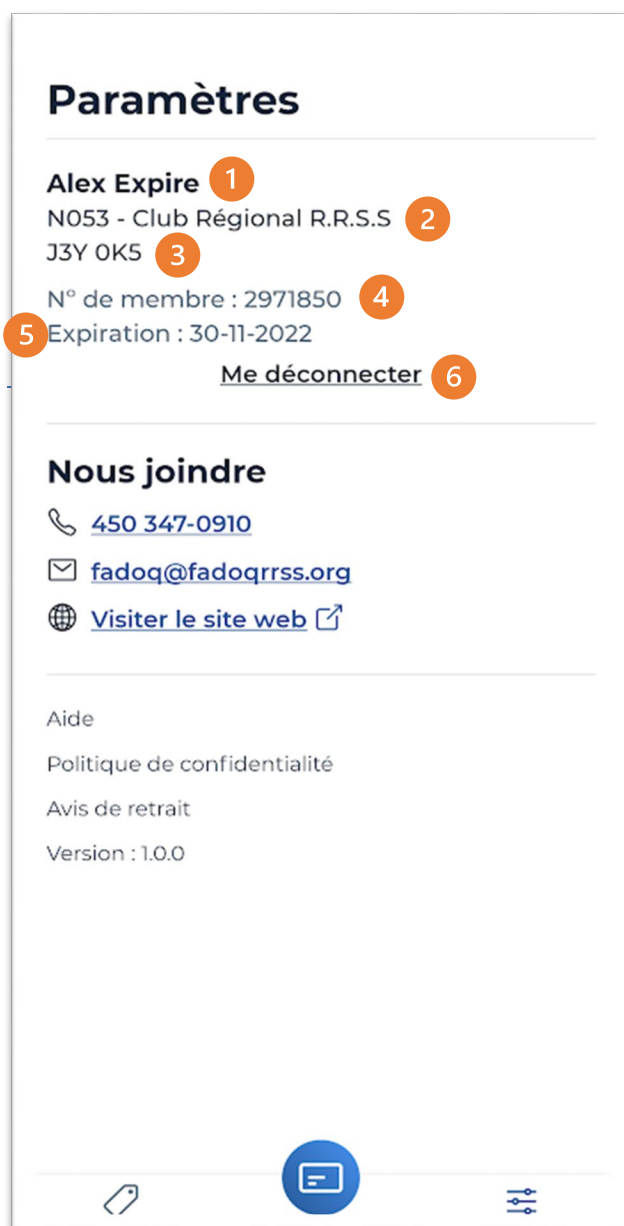 Paramètres
Alex Expire 1
N053 - Club Régional R.R.S.S 2
J3Y 0K5 3
N° de membre : 2971850 4
5 Expiration : 30-11-2022
Me déconnecter 6
Nous joindre
450 347-0910
fadoq@fadoqrrss.org
Visiter le site web
Aide
Politique de confidentialité
Avis de retrait
Version : 1.0.0